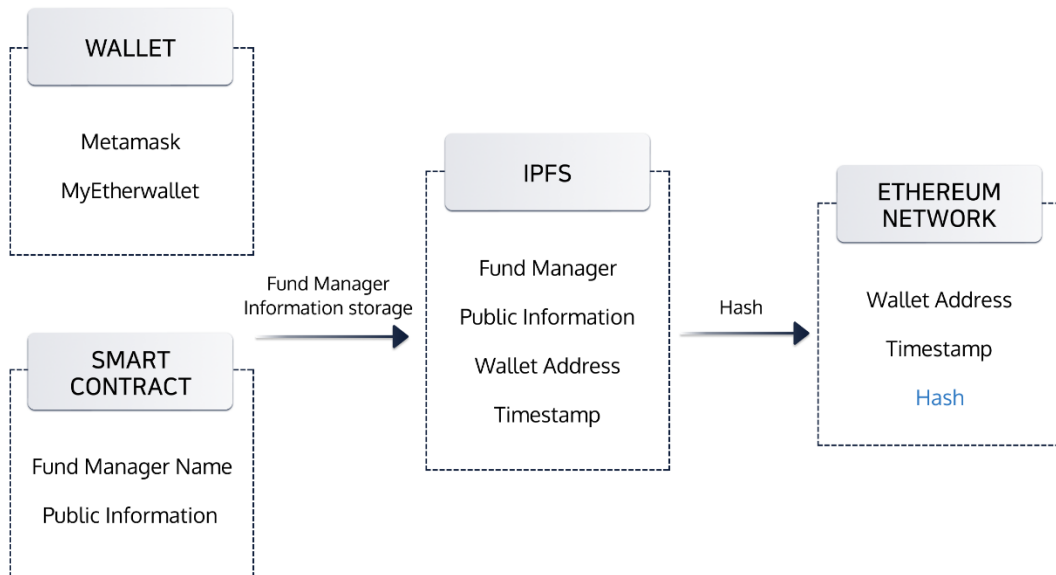 WALLET
Metamask
MyEtherwallet
Fund Manager
Information storage
SMART
CONTRACT
Fund Manager Name
Public Information
IPFS
Fund Manager
Public Information
Wallet Address
Timestamp
Hash
ETHEREUM
NETWORK
Wallet Address
Timestamp
Hash